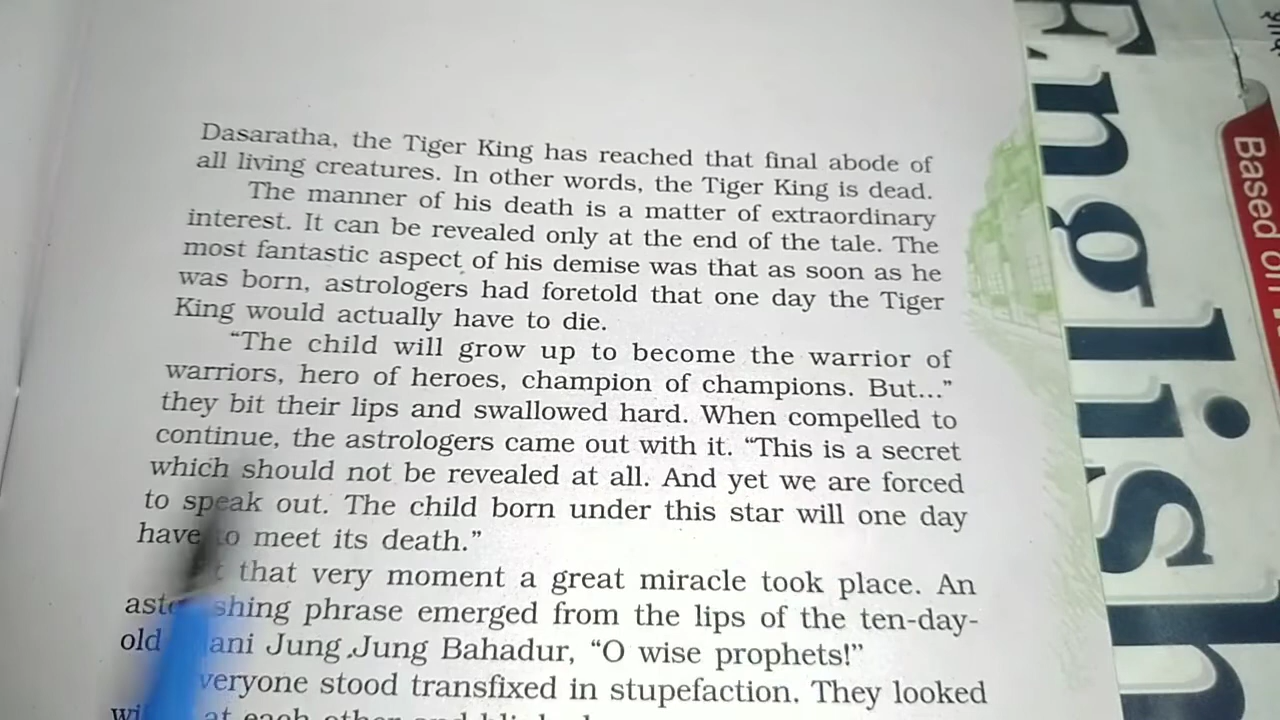 Dasaratha, the Tiger King has reached that final abode of
all living creatures. In other words, the Tiger King is dead.
The manner of his death is a matter of extraordinary
interest. It can be revealed only at the end of the tale. The
most fantastic aspect of his demise was that as soon as he
was born, astrologers had foretold that one day the Tiger
King would actually have to die.
“The child will grow up to become the warrior of
warriors, hero of heroes, champion of champions. But...”
they bit their lips and swallowed hard. When compelled to
continue, the astrologers came out with it. “This is a secret
which should not be revealed at all. And yet we are forced
to speak out. The child born under this star will one day
have to meet its death.”
that very moment a great miracle took place. An
shing phrase emerged from the lips of the ten-day-
old ani Jung Jung Bahadur, “O wise prophets!”
veryone stood transfixed in stupefaction. They looked
at each other
English
Based on